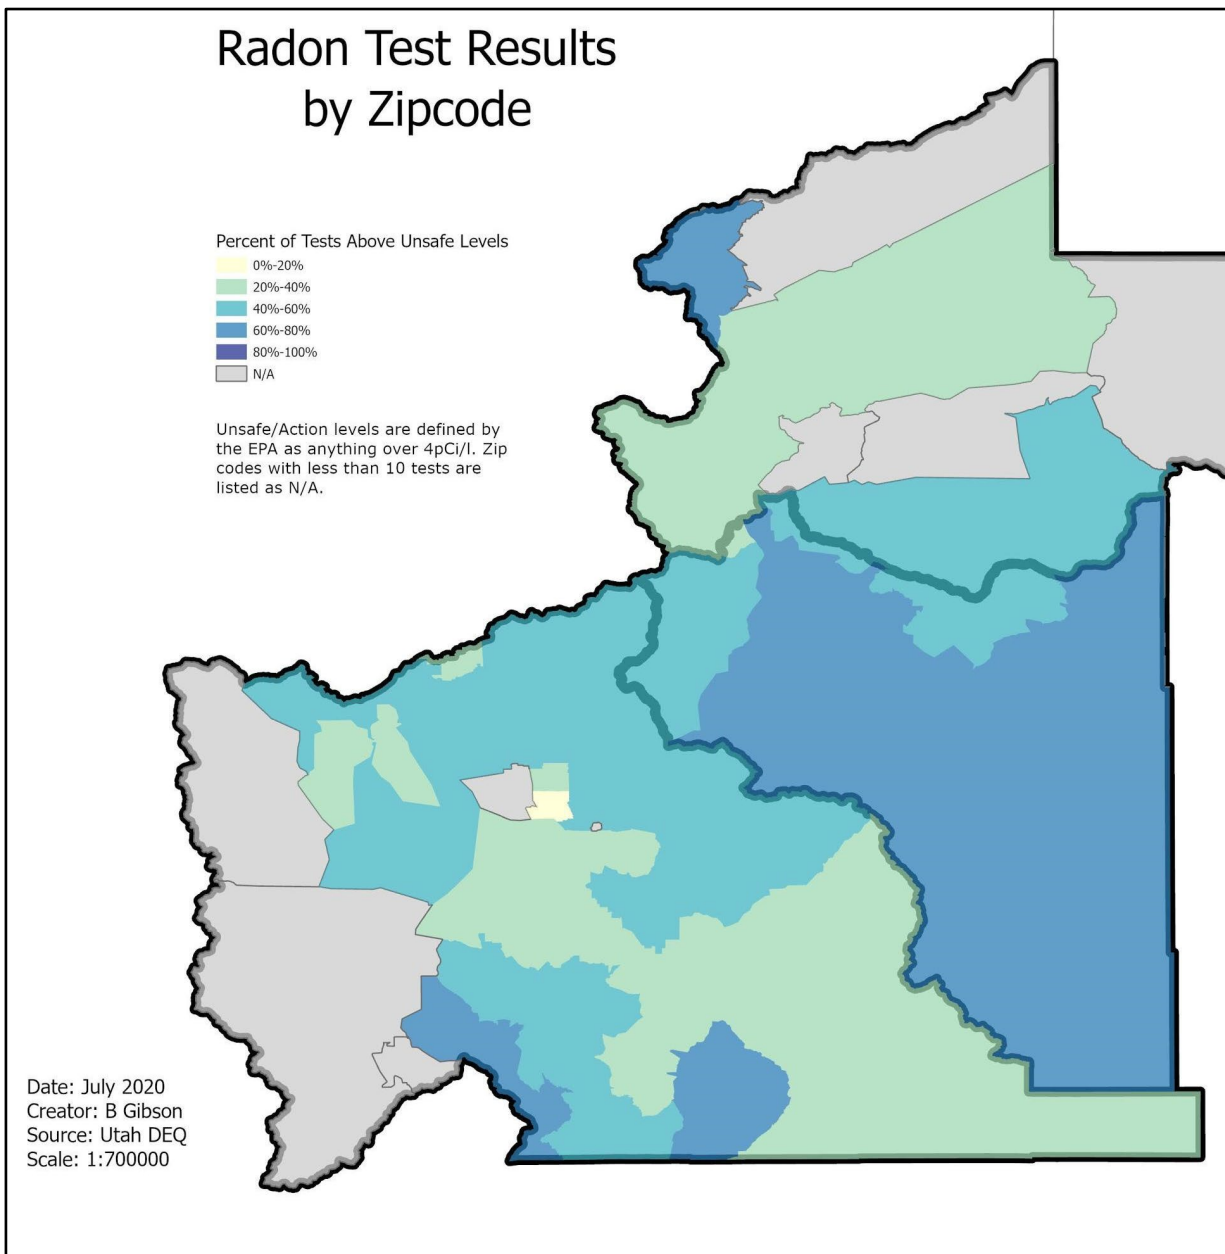 Radon Test Results
by Zipcode
Percent of Tests Above Unsafe Levels
0%-20%
20%-40%
40%-60%
60%-80%
80%-100%
N/A
Unsafe/Action levels are defined by
the EPA as anything over 4pCi/l. Zip
codes with less than 10 tests are
listed as N/A.
Date: July 2020
Creator: B Gibson
Source: Utah DEQ
Scale: 1:700000